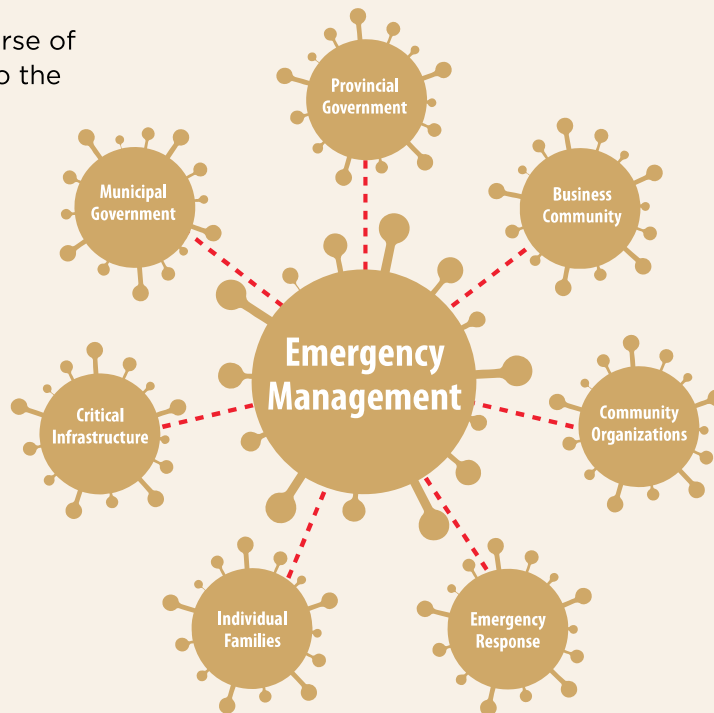 rse of
o the
Provincial
Government
Municipal
Government
Business
Community
Emergency
Management
Critical
Infrastructure
Community
Organizations
Individual
Families
Emergency
Response